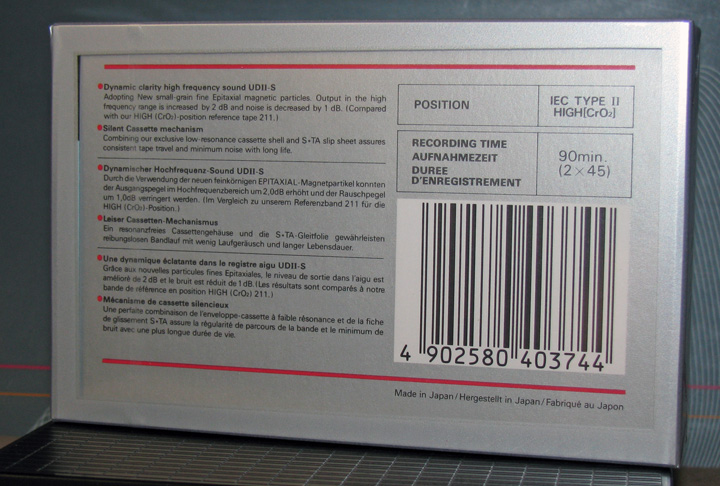 Dynamic clarity high frequency sound UDII-S
Adopting New small-grain fine Epitaxial magnetic particles. Output in the high
frequency range is increased by 2 dB and noise is decreased by 1 dB. (Compared
with our HIGH (CrO₂)-position reference tape 211.)
Silent Cassette mechanism
Combining our exclusive low-resonance cassette shell and S•TA slip sheet assures
consistent tape travel and minimum noise with long life.
Dynamischer Hochfrequenz-Sound UDII-S
Durch die Verwendung der neuen feinkörnigen EPITAXIAL-Magnetpartikel konnten
der Ausgangspegel im Hochfrequenzbereich um 2,0dB erhöht und der Rauschpegel
um 1,0dB verringert werden. (Im Vergleich zu unserem Referenzband 211 für die
HIGH (CrO₂)-Position.)
Laiser Cassetten-Mechanismus
Ein resonanzfreies Cassettengehäuse und die S•TA-Gleitfolie gewährleisten
reibungslosen Bandlauf mit wenig Laufgeräusch und langer Lebensdauer.
Une dynamique éclatante dans le registre aigu UDII-S
Grâce aux nouvelles particules fines Epitaxiales, le niveau de sortie dans l'aigu est
amélioré de 2 dB et le bruit est réduit de 1 dB. (Les résultats sont comparés à notre
bande de référence en position HIGH (CrO₂) 211.)
Mécanisme de cassette silencieux
Une perfaite combinaison de l'enveloppe-cassette à faible résonance et de la fiche
de glissement S•TA assure la régularité de parcours de la bande et le minimum de
bruit avec une plus longue durée de vie.
POSITION
IEC TYPE II
HIGH[CrO₂]
RECORDING TIME
AUFNAHMEZEIT
DUREE
D'ENREGISTREMENT
90min.
(2×45)
4 902580 403744
Made in Japan/Hergestellt in Japan/Fabriqué au Japon